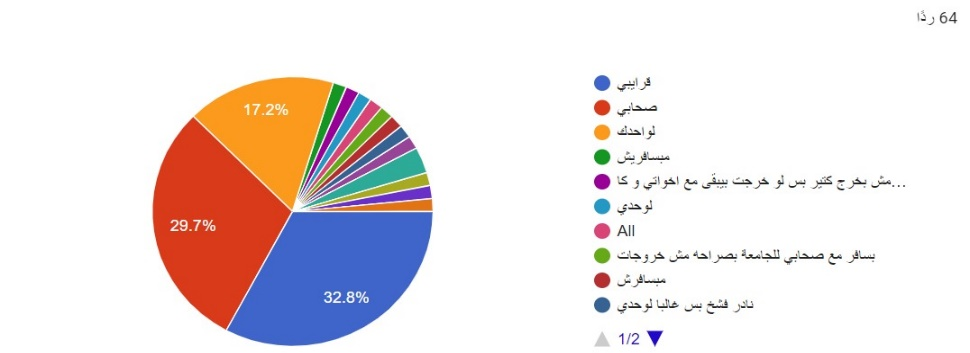 64 ردًا
17.2%
29.7%
32.8%
قرايبي
صحابي
لواحدك
مبسافريش
مش بخرج كتير بس لو خرجت بيبقى مع اخواتي و كا...
لوحدي
All
بسافر مع صحابي للجامعة بصراحه مش خروجات
مبسافرش
نادر فشخ بس غالبا لوحدي
1/2